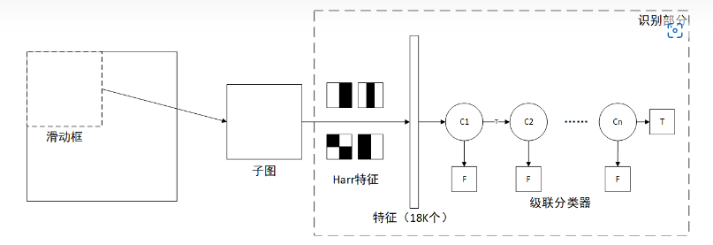 识别部分
滑动框
子图
Harr特征
特征（18K个）
C1
T
C2
······
Cn
T
F
F
F
级联分类器